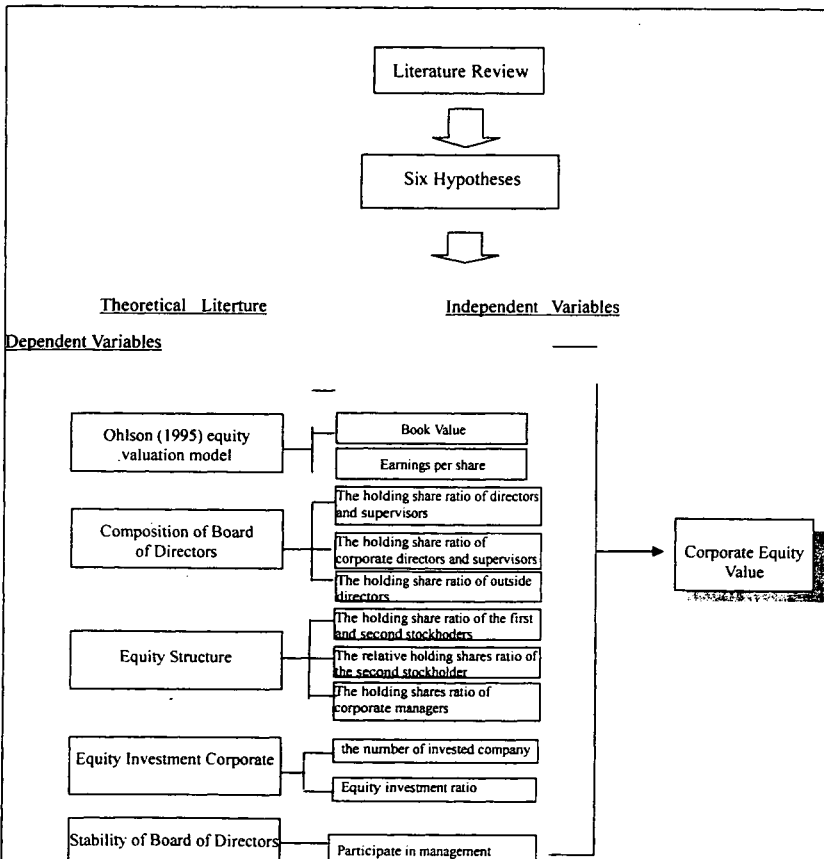 Literature Review
Six Hypotheses
Theoretical Literture
Independent Variables
Dependent Variables
Ohlson (1995) equity
valuation model
Book Value
Earnings per share
Composition of Board
of Directors
The holding share ratio of directors
and supervisors
The holding share ratio of
corporate directors and supervisors
The holding share ratio of outside
directors
Equity Structure
The holding share ratio of the first
and second stockhoders
The relative holding shares ratio of
the second stockholder
The holding shares ratio of
corporate managers
Equity Investment Corporate
the number of invested company
Equity investment ratio
Stability of Board of Directors
Participate in management
Corporate Equity
Value